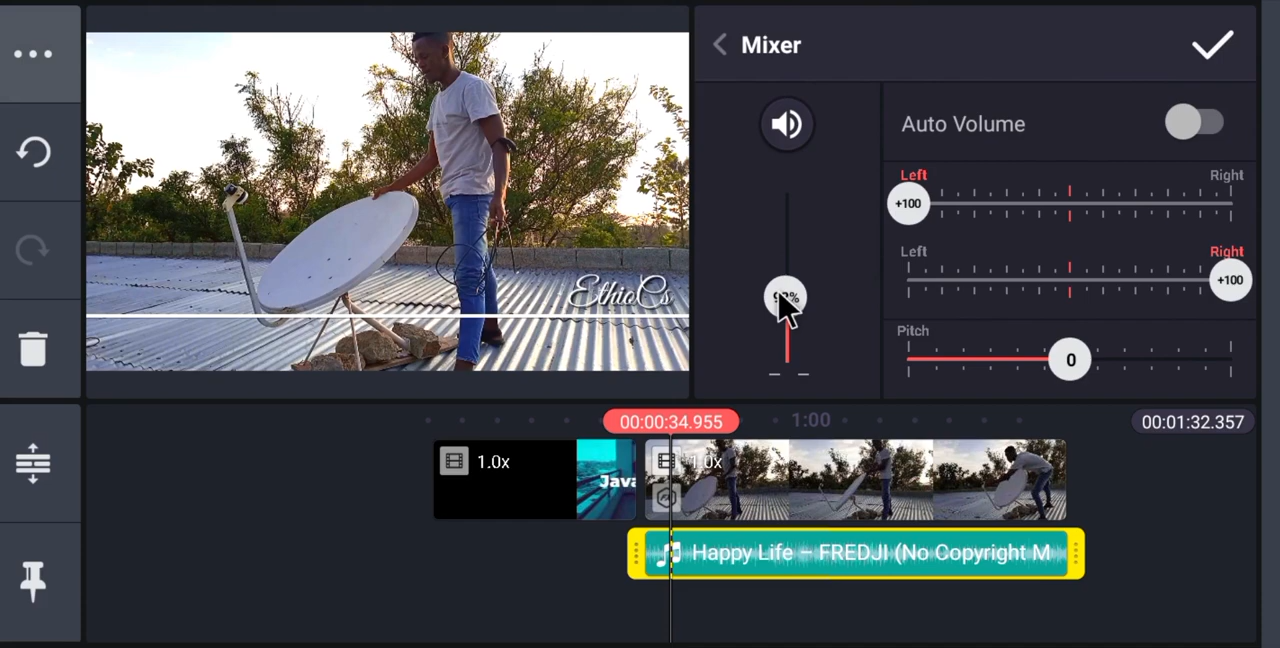 Mixer
Auto Volume
Left
Right
+100
Left
Right
+100
Pitch
0
EthioCs
00:00:34.955
1:00
00:01:32.357
1.0x
Java
1.0x
Happy Life – FREDJI (No Copyright M